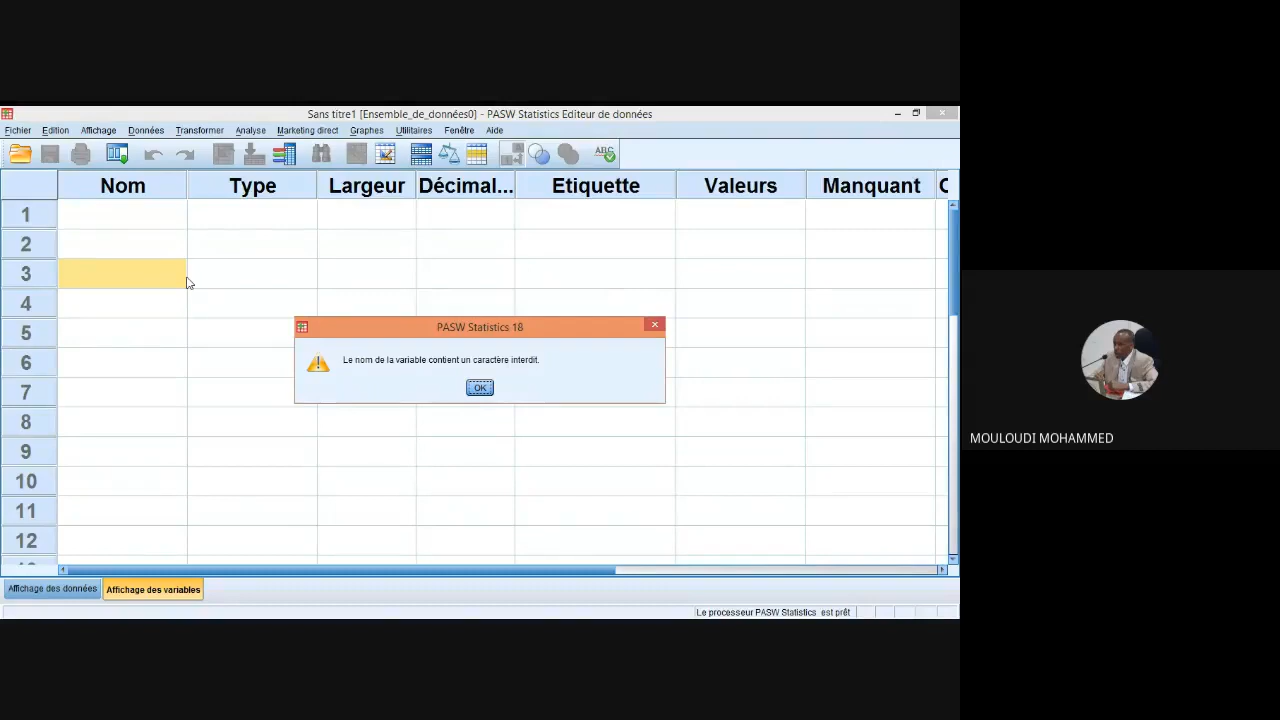 Sans titre1 [Ensemble_de_données0] - PASW Statistics Editeur de données
Fichier Edition Affichage Données Transformer Analyse Marketing direct Graphes Utilitaires Fenêtre Aide
Nom Type Largeur Décimal... Etiquette Valeurs Manquant
1
2
3
4
5
6
7
8
9
10
11
12
PASW Statistics 18
Le nom de la variable contient un caractère interdit.
OK
MOULOUDI MOHAMMED
Affichage des données Affichage des variables
Le processeur PASW Statistics est prêt